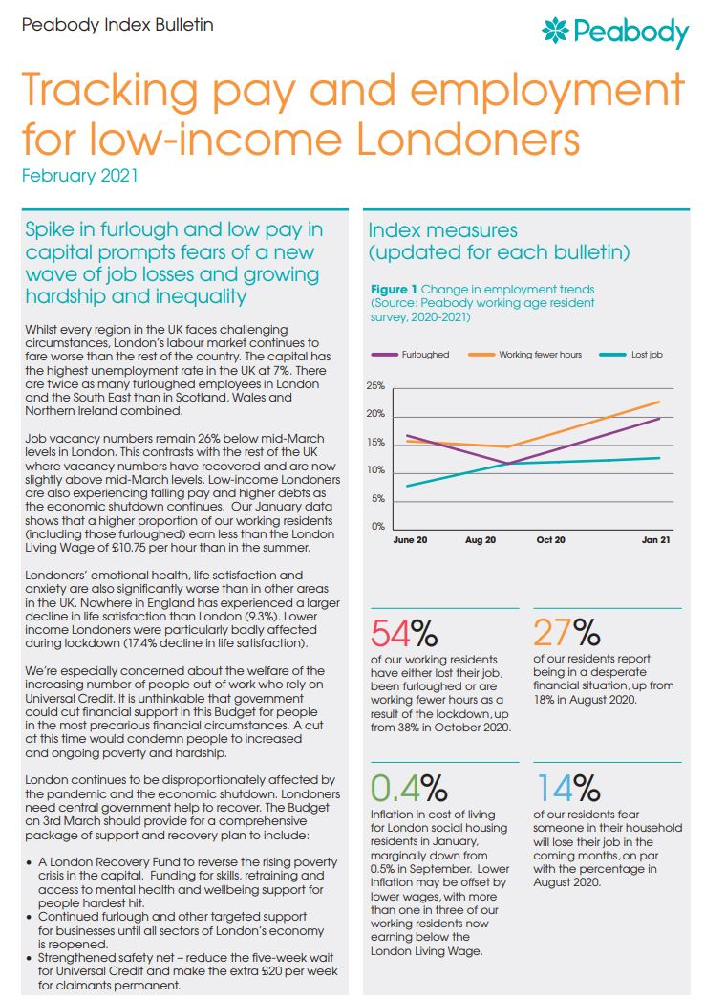 Peabody Index Bulletin
Peabody
Tracking pay and employment
for low-income Londoners
February 2021
Spike in furlough and low pay in
capital prompts fears of a new
wave of job losses and growing
hardship and inequality
Whilst every region in the UK faces challenging
circumstances, London's labour market continues to
fare worse than the rest of the country. The capital has
the highest unemployment rate in the UK at 7%. There
are twice as many furloughed employees in London
and the South East than in Scotland, Wales and
Northern Ireland combined.
Job vacancy numbers remain 26% below mid-March
levels in London. This contrasts with the rest of the UK
where vacancy numbers have recovered and are now
slightly above mid-March levels. Low-income Londoners
are also experiencing falling pay and higher debts as
the economic shutdown continues. Our January data
shows that a higher proportion of our working residents
(including those furloughed) earn less than the London
Living Wage of £10.75 per hour than in the summer.
Londoners' emotional health, life satisfaction and
anxiety are also significantly worse than in other areas
in the UK. Nowhere in England has experienced a larger
decline in life satisfaction than London (9.3%). Lower
income Londoners were particularly badly affected
during lockdown (17.4% decline in life satisfaction).
We're especially concerned about the welfare of the
increasing number of people out of work who rely on
Universal Credit. It is unthinkable that government
could cut financial support in this Budget for people
in the most precarious financial circumstances. A cut
at this time would condemn people to increased
and ongoing poverty and hardship.
London continues to be disproportionately affected by
the pandemic and the economic shutdown. Londoners
need central government help to recover. The Budget
on 3rd March should provide for a comprehensive
package of support and recovery plan to include:
• A London Recovery Fund to reverse the rising poverty
crisis in the capital. Funding for skills, retraining and
access to mental health and wellbeing support for
people hardest hit.
• Continued furlough and other targeted support
for businesses until all sectors of London's economy
is reopened.
• Strengthened safety net – reduce the five-week wait
for Universal Credit and make the extra £20 per week
for claimants permanent.
Index measures
(updated for each bulletin)
Figure 1 Change in employment trends
(Source: Peabody working age resident
survey, 2020-2021)
Furloughed Working fewer hours Lost job
25%
20%
15%
10%
5%
0%
June 20 Aug 20 Oct 20 Jan 21
54%
of our working residents
have either lost their job,
been furloughed or are
working fewer hours as a
result of the lockdown, up
from 38% in October 2020.
27%
of our residents report
being in a desperate
financial situation, up from
18% in August 2020.
0.4%
Inflation in cost of living
for London social housing
residents in January,
marginally down from
0.5% in September. Lower
inflation may be offset by
lower wages, with more
than one in three of our
working residents now
earning below the
London Living Wage.
14%
of our residents fear
someone in their household
will lose their job in the
coming months, on par
with the percentage in
August 2020.